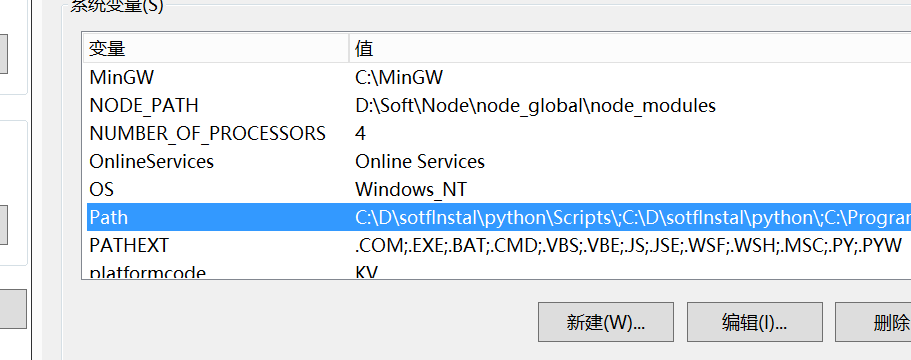 系统变量(S)
变量 值
MinGW C:\MinGW
NODE_PATH D:\Soft\Node\node_global\node_modules
NUMBER_OF_PROCESSORS 4
OnlineServices Online Services
OS Windows_NT
Path C:\D\sotfInstal\python\Scripts\;C:\D\sotfInstal\python\;C:\Program
PATHEXT .COM;.EXE;.BAT;.CMD;.VBS;.VBE;.JS;.JSE;.WSF;.WSH;.MSC;.PY;.PYW
platformcode KV
新建(W)... 编辑(I)... 删除